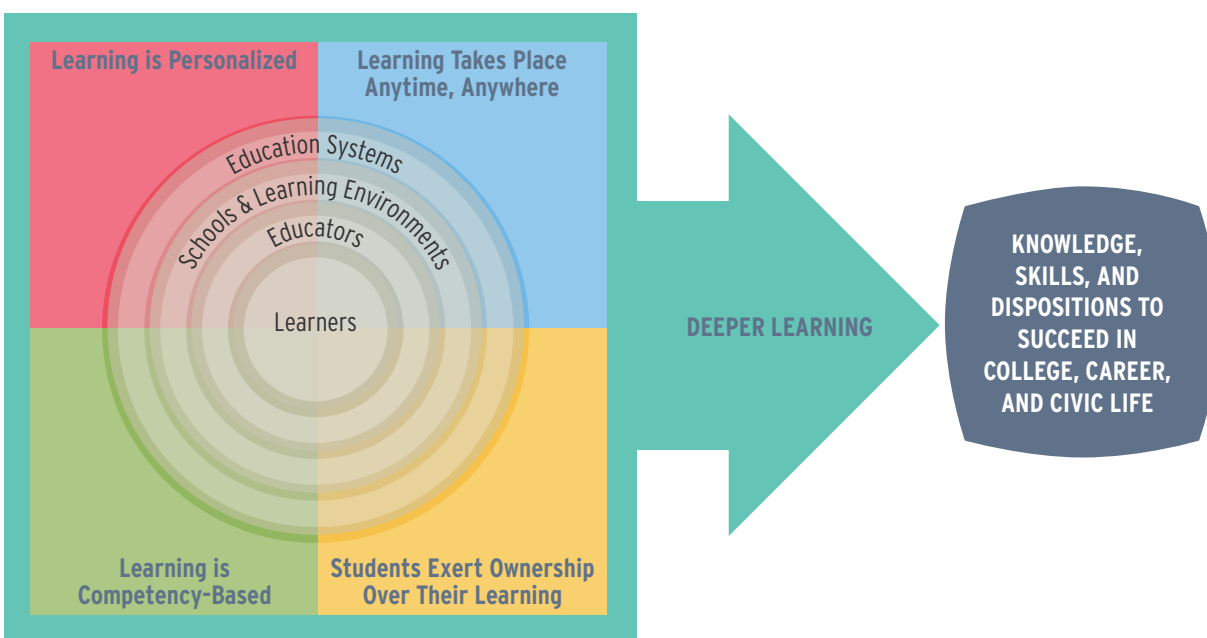 Learning is Personalized
Learning Takes Place
Anytime, Anywhere
Education Systems
Schools & Learning Environments
Educators
Learners
Learning is
Competency-Based
Students Exert Ownership
Over Their Learning
DEEPER LEARNING
KNOWLEDGE,
SKILLS, AND
DISPOSITIONS TO
SUCCEED IN
COLLEGE, CAREER,
AND CIVIC LIFE